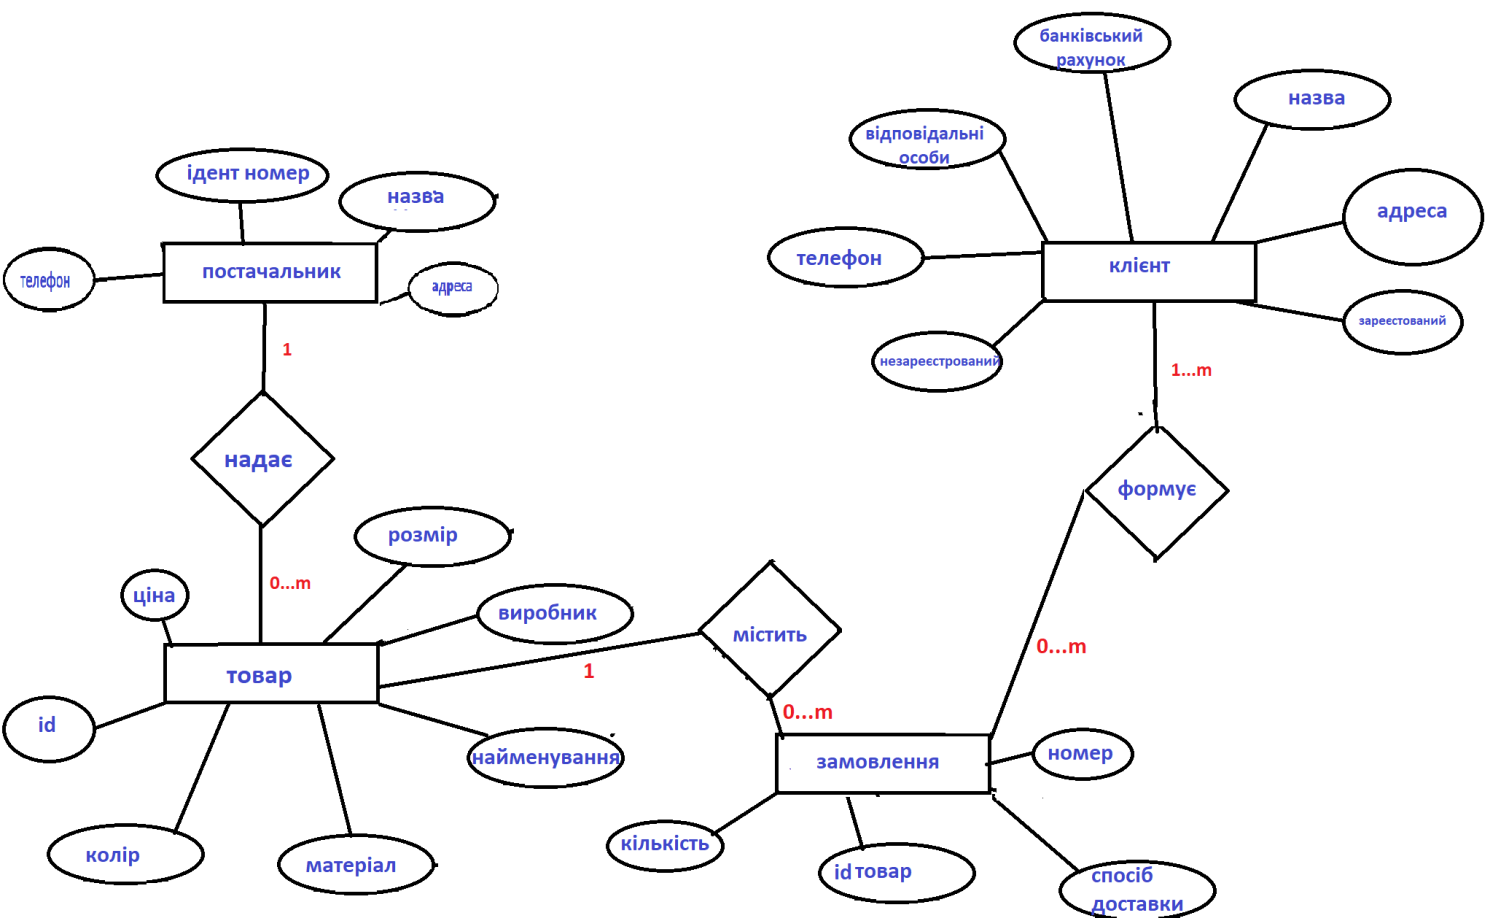 банківський
рахунок
назва
відповідальні
особи
ідент номер
назва
адреса
телефон
постачальник
адреса
телефон
клієнт
зареєстований
незареєстрований
1
1...m
надає
формує
розмір
0...m
ціна
виробник
містить
0...m
товар
1
id
0...m
найменування
замовлення
номер
колір
матеріал
кількість
id товар
спосіб
доставки